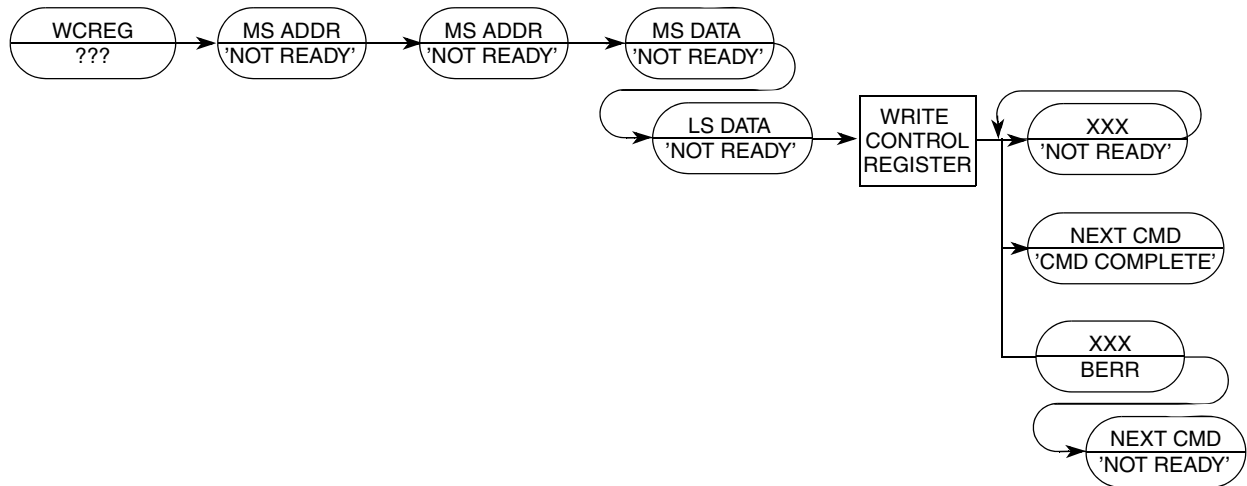 WCREG
???
MS ADDR
'NOT READY'
MS ADDR
'NOT READY'
MS DATA
'NOT READY'
LS DATA
'NOT READY'
WRITE
CONTROL
REGISTER
XXX
'NOT READY'
NEXT CMD
'CMD COMPLETE'
XXX
BERR
NEXT CMD
'NOT READY'